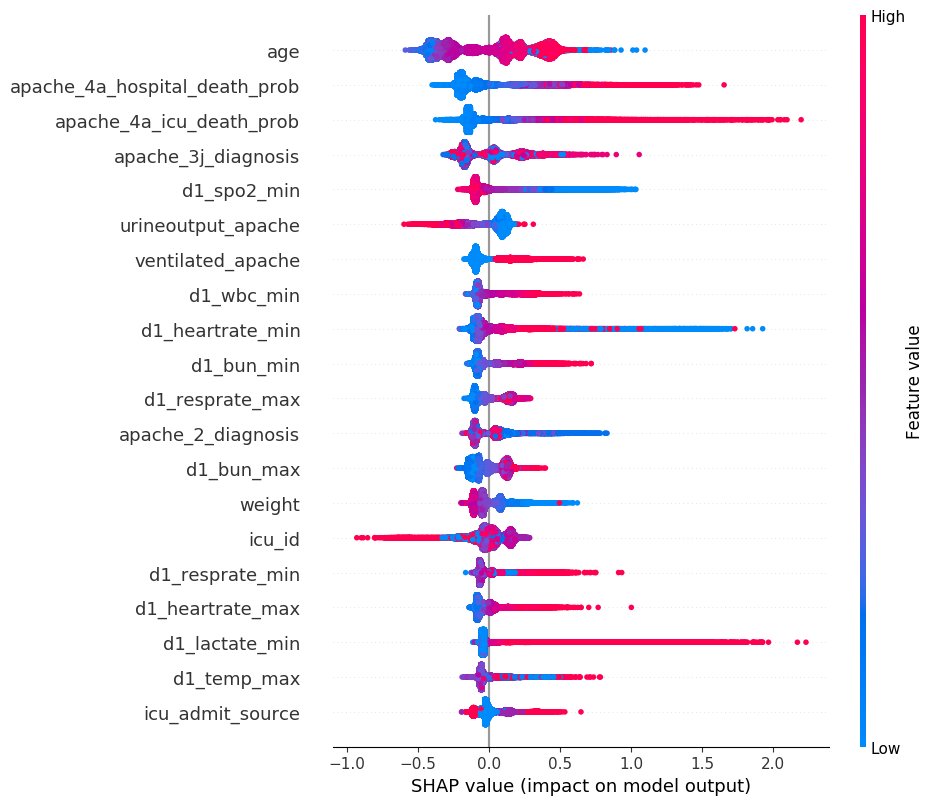 High
age
apache_4a_hospital_death_prob
apache_4a_icu_death_prob
apache_3j_diagnosis
d1_spo2_min
urineoutput_apache
ventilated_apache
d1_wbc_min
d1_heartrate_min
d1_bun_min
d1_resprate_max
apache_2_diagnosis
d1_bun_max
weight
icu_id
d1_resprate_min
d1_heartrate_max
d1_lactate_min
d1_temp_max
icu_admit_source
Feature value
Low
−1.0 −0.5 0.0 0.5 1.0 1.5 2.0
SHAP value (impact on model output)